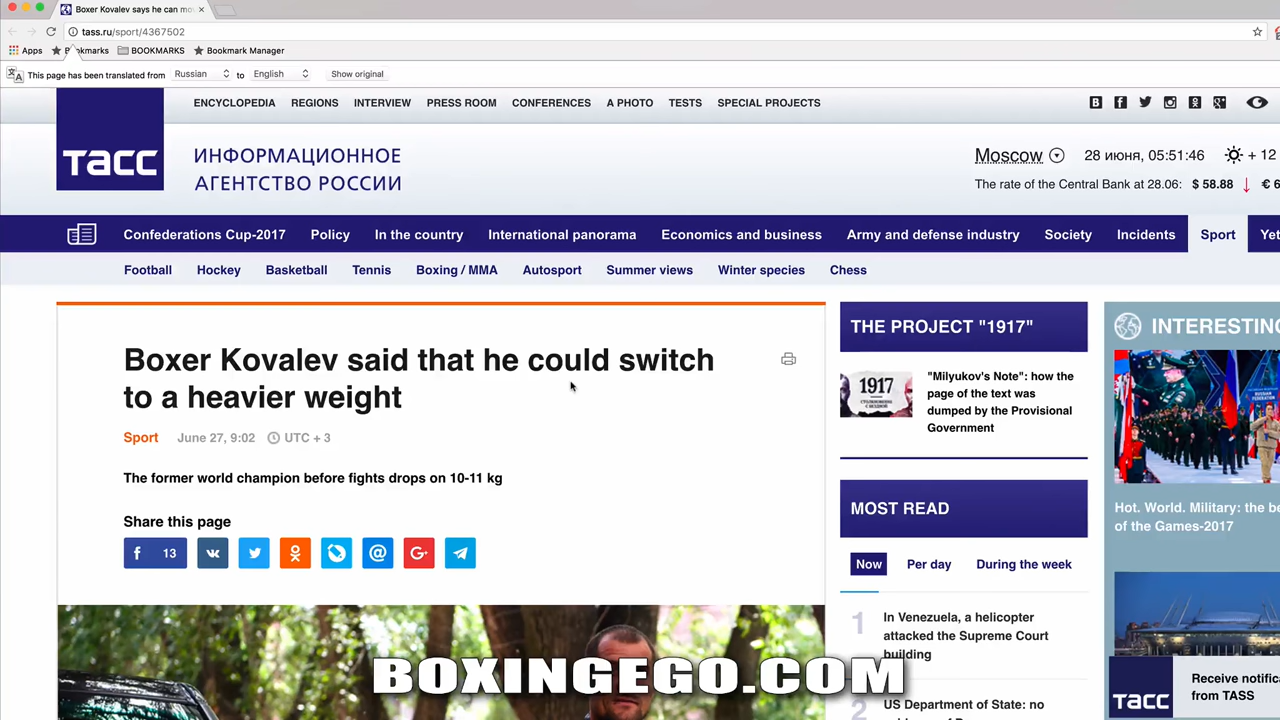 Boxer Kovalev says he can mo
tass.ru/sport/4367502
Apps
Bookmarks
BOOKMARKS
Bookmark Manager
This page has been translated from Russian to English Show original
ENCYCLOPEDIA REGIONS INTERVIEW PRESS ROOM CONFERENCES A PHOTO TESTS SPECIAL PROJECTS
ТАСС
ИНФОРМАЦИОННОЕ
АГЕНТСТВО РОССИИ
Moscow 28 июня, 05:51:46 + 12
The rate of the Central Bank at 28.06: $ 58.88 ↓ € 6
Confederations Cup-2017 Policy In the country International panorama Economics and business Army and defense industry Society Incidents Sport Yet
Football Hockey Basketball Tennis Boxing / MMA Autosport Summer views Winter species Chess
Boxer Kovalev said that he could switch
to a heavier weight
Sport June 27, 9:02 UTC + 3
The former world champion before fights drops on 10-11 kg
Share this page
13
THE PROJECT "1917"
1917
"Milyukov's Note": how the
page of the text was
dumped by the Provisional
Government
MOST READ
Now Per day During the week
1 In Venezuela, a helicopter
attacked the Supreme Court
building
2 US Department of State: no
INTERESTING
Hot. World. Military: the be
of the Games-2017
ТАСС
Receive notifica
from TASS
BOXINGEGO.COM